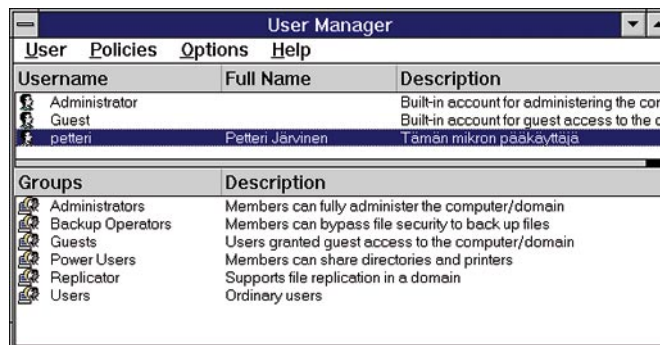 User Manager
User Policies Options Help
Username Full Name Description
Administrator Built-in account for administering the
Guest Built-in account for guest access to the
petteri Petteri Järvinen Tämän mikron pääkäyttäjä
Groups Description
Administrators Members can fully administer the computer/domain
Backup Operators Members can bypass file security to back up files
Guests Users granted guest access to the computer/domain
Power Users Members can share directories and printers
Replicator Supports file replication in a domain
Users Ordinary users